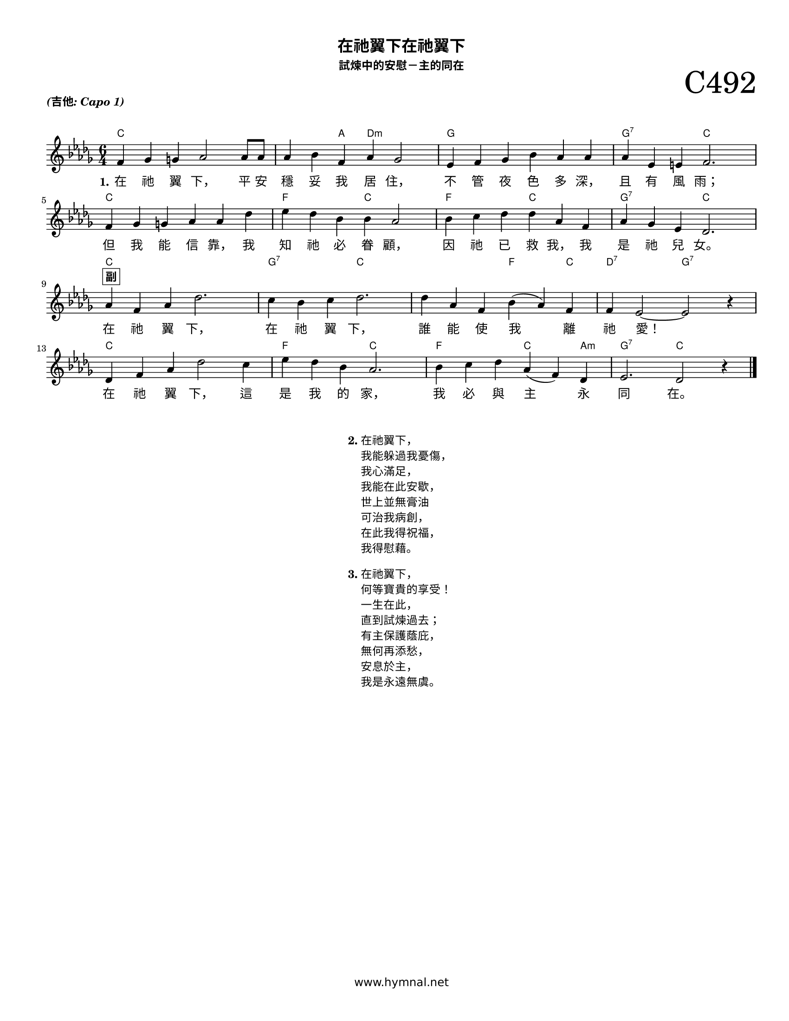 在祂翼下在祂翼下
試煉中的安慰－主的同在
C492
(吉他: Capo 1)
C A Dm G G7 C
6 4
1. 在 祂 翼 下， 平 安 穩 妥 我 居 住， 不 管 夜 色 多 深， 且 有 風 雨；
5 C F C F C G7 C
但 我 能 信 靠， 我 知 祂 必 眷 顧， 因 祂 已 救 我， 我 是 祂 兒 女。
C G7 C F C D7 G7
9 副
在 祂 翼 下， 在 祂 翼 下， 誰 能 使 我 離 祂 愛！
13 C F C F C Am G7 C
在 祂 翼 下， 這 是 我 的 家， 我 必 與 主 永 同 在。
2. 在祂翼下，
我能躲過我憂傷，
我心滿足，
我能在此安歇，
世上並無膏油
可治我病創，
在此我得祝福，
我得慰藉。
3. 在祂翼下，
何等寶貴的享受！
一生在此，
直到試煉過去；
有主保護蔭庇，
無何再添愁，
安息於主，
我是永遠無虞。
www.hymnal.net